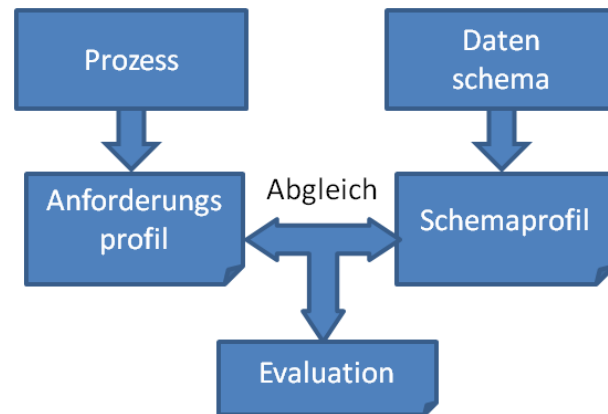 Prozess
Daten
schema
Anforderungs
profil
Abgleich
Schemaprofil
Evaluation